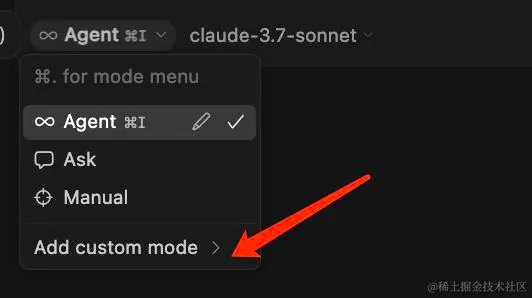 Agent ⌘I claude-3.7-sonnet
⌘. for mode menu
Agent ⌘I
Ask
Manual
Add custom mode
@稀土掘金技术社区